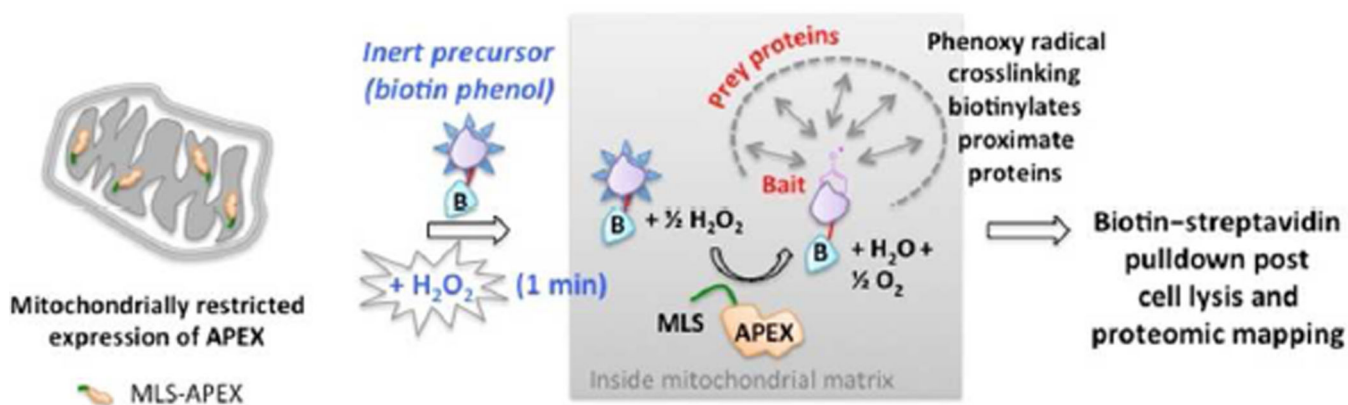 Mitochondrially restricted
expression of APEX
MLS-APEX
Inert precursor
(biotin phenol)
B
+ H₂O₂ (1 min)
Prey proteins
Bait
B
+ ½ H₂O₂
B
+ H₂O +
½ O₂
MLS
APEX
Inside mitochondrial matrix
Phenoxy radical
crosslinking
biotinylates
proximate
proteins
Biotin–streptavidin
pulldown post
cell lysis and
proteomic mapping